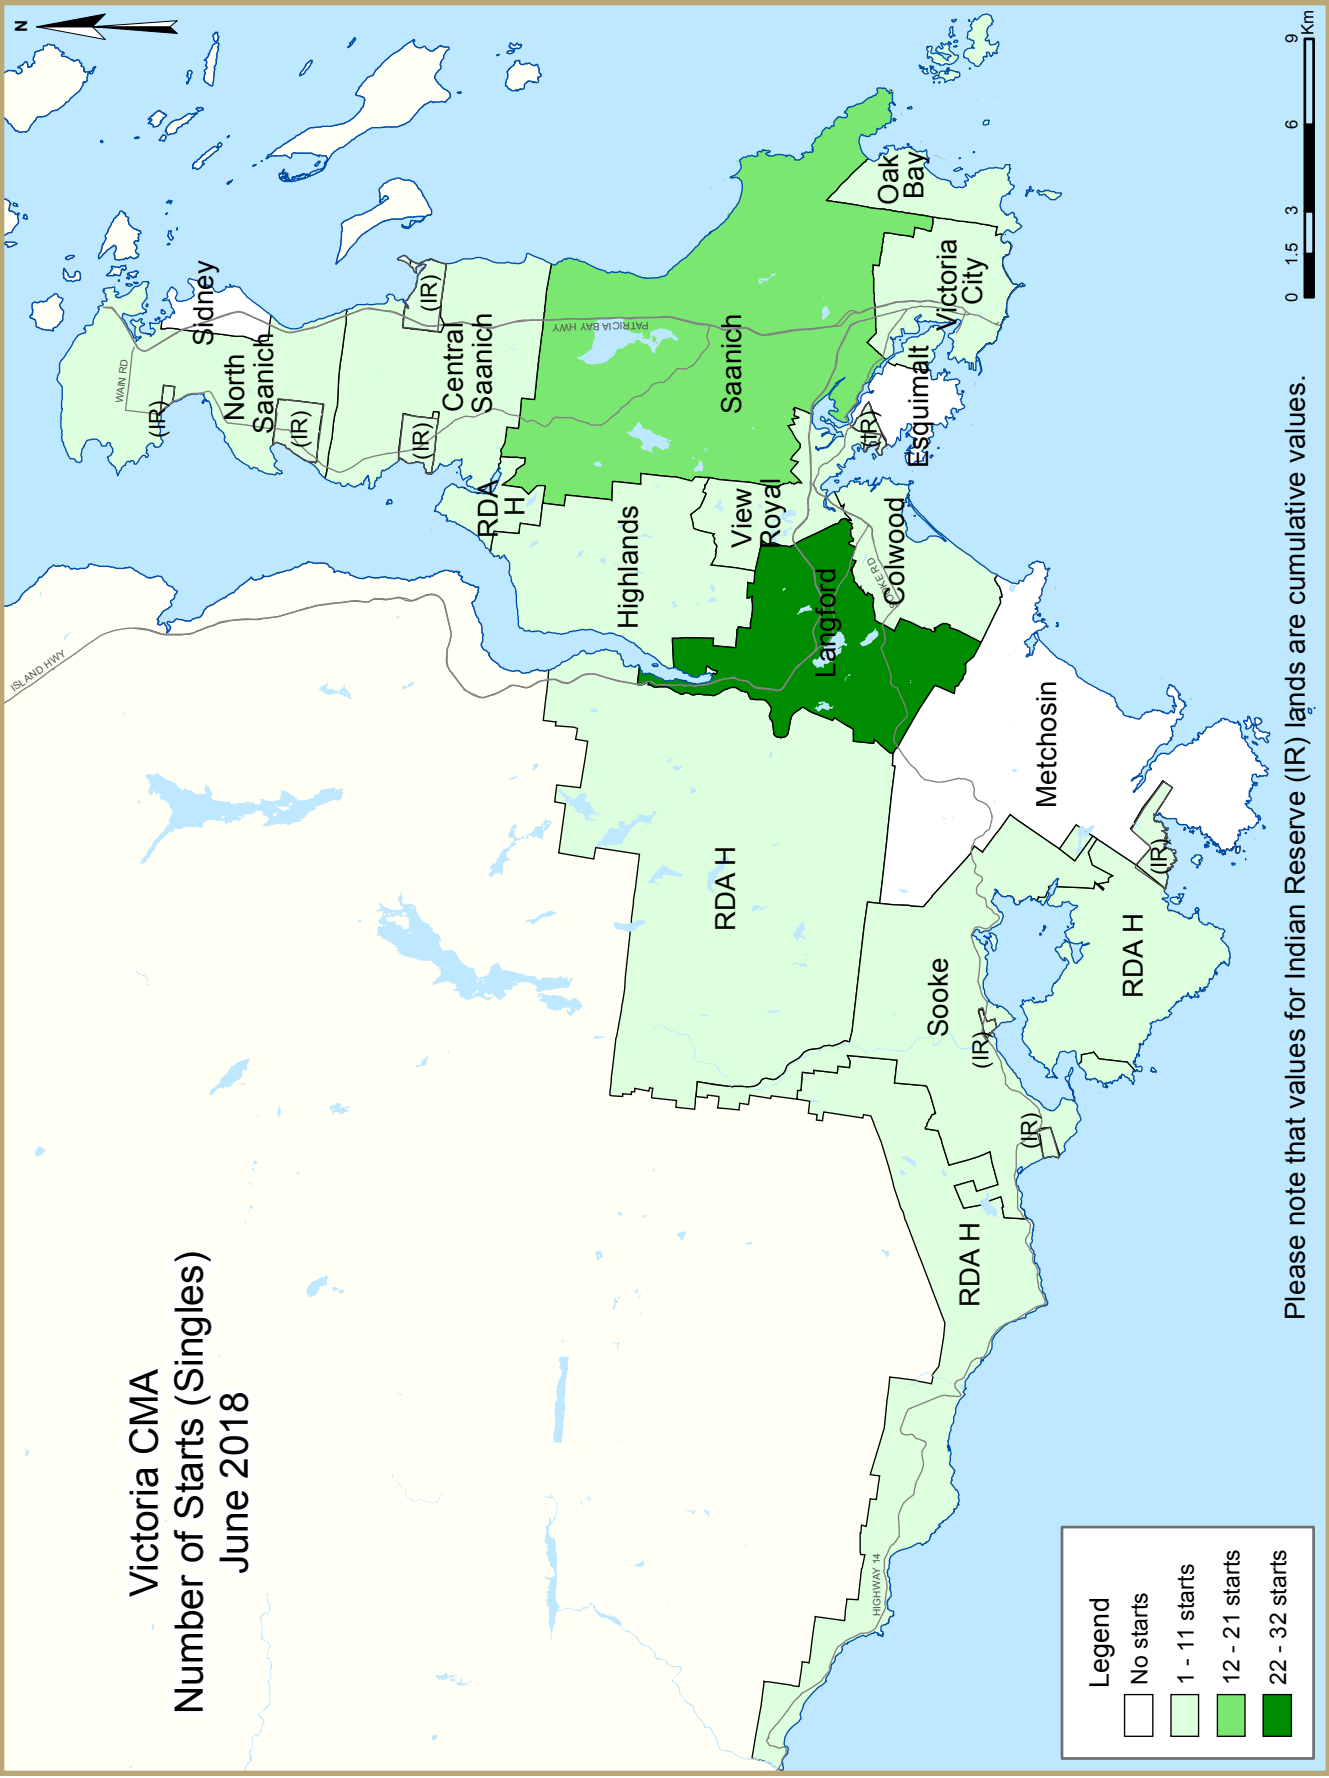 Victoria CMA
Number of Starts (Singles)
June 2018
N
ISLAND HWY
WAIN RD
(IR)
Sidney
North
Saanich
(IR)
(IR)
(IR)
Central
Saanich
PATRICIA BAY HWY
RDA
H
Highlands
Saanich
View
Royal
Oak
Bay
Victoria
City
Esquimalt
(IR)
Langford
Colwood
SOOKE RD
RDA H
Metchosin
(IR)
Sooke
(IR)
(IR)
RDA H
RDA H
HIGHWAY 14
Legend
No starts
1 - 11 starts
12 - 21 starts
22 - 32 starts
0 1.5 3 6 9
Km
Please note that values for Indian Reserve (IR) lands are cumulative values.